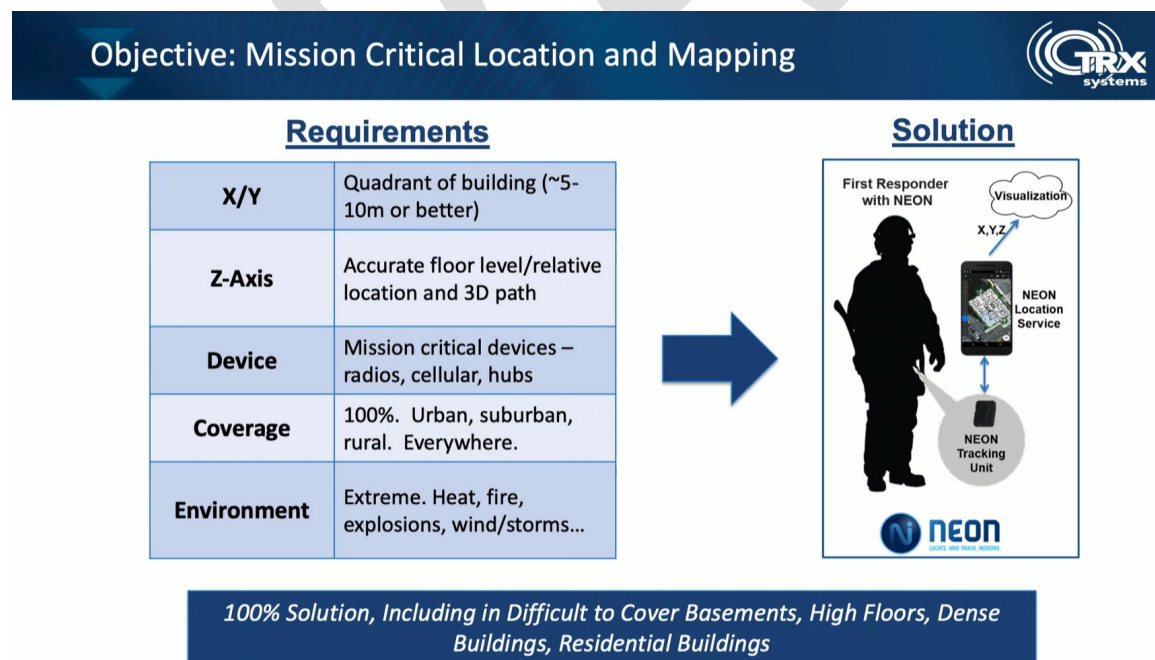 Objective: Mission Critical Location and Mapping
TRX
systems
Requirements
X/Y
Quadrant of building (~5-
10m or better)
Z-Axis
Accurate floor level/relative
location and 3D path
Device
Mission critical devices –
radios, cellular, hubs
Coverage
100%. Urban, suburban,
rural. Everywhere.
Environment
Extreme. Heat, fire,
explosions, wind/storms...
Solution
First Responder
with NEON
Visualization
X,Y,Z
NEON
Location
Service
NEON
Tracking
Unit
Ni NEON
LOCATE. MAP. TRACK. INDOORS.
100% Solution, Including in Difficult to Cover Basements, High Floors, Dense
Buildings, Residential Buildings